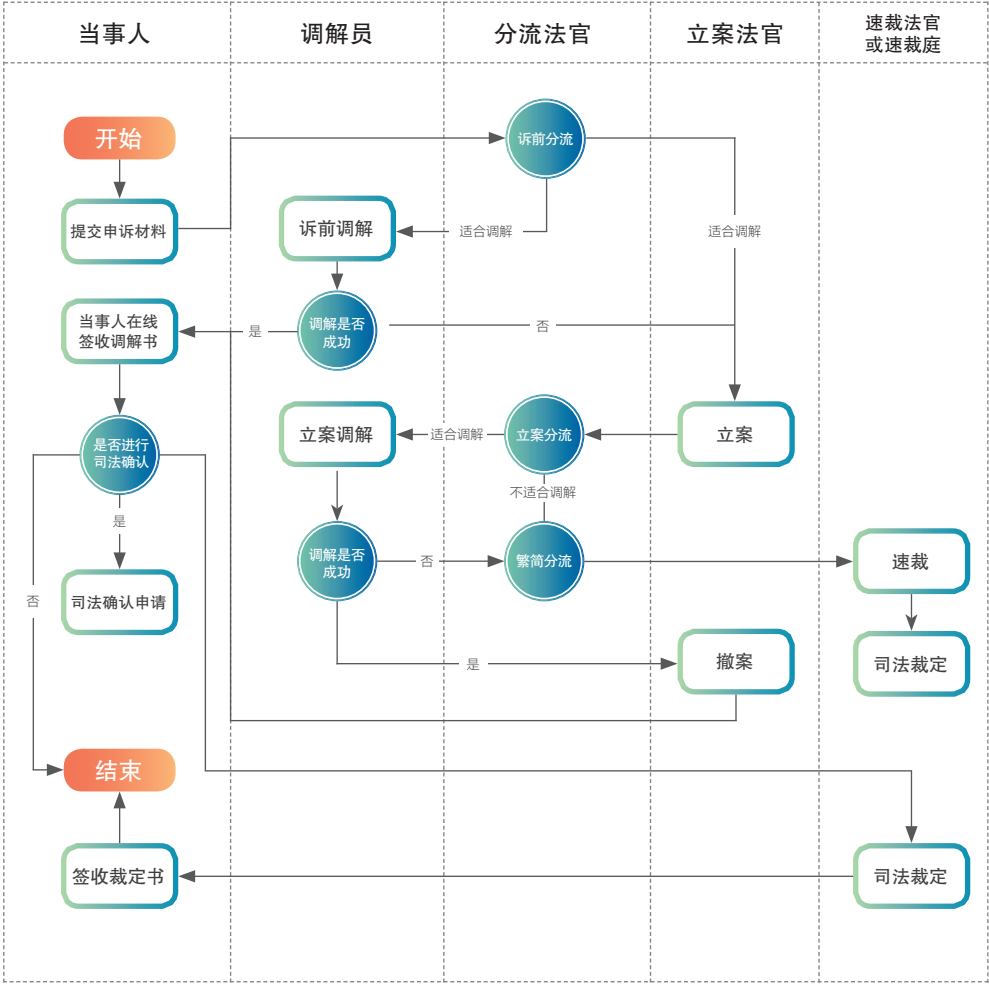 当事人
调解员
分流法官
立案法官
速裁法官
或速裁庭
开始
诉前分流
提交申诉材料
诉前调解
适合调解
适合调解
当事人在线
签收调解书
是
调解是否
成功
否
立案调解
适合调解
立案分流
立案
是否进行
司法确认
不适合调解
是
调解是否
成功
否
繁简分流
速裁
否
司法确认申请
是
撤案
司法裁定
结束
签收裁定书
司法裁定